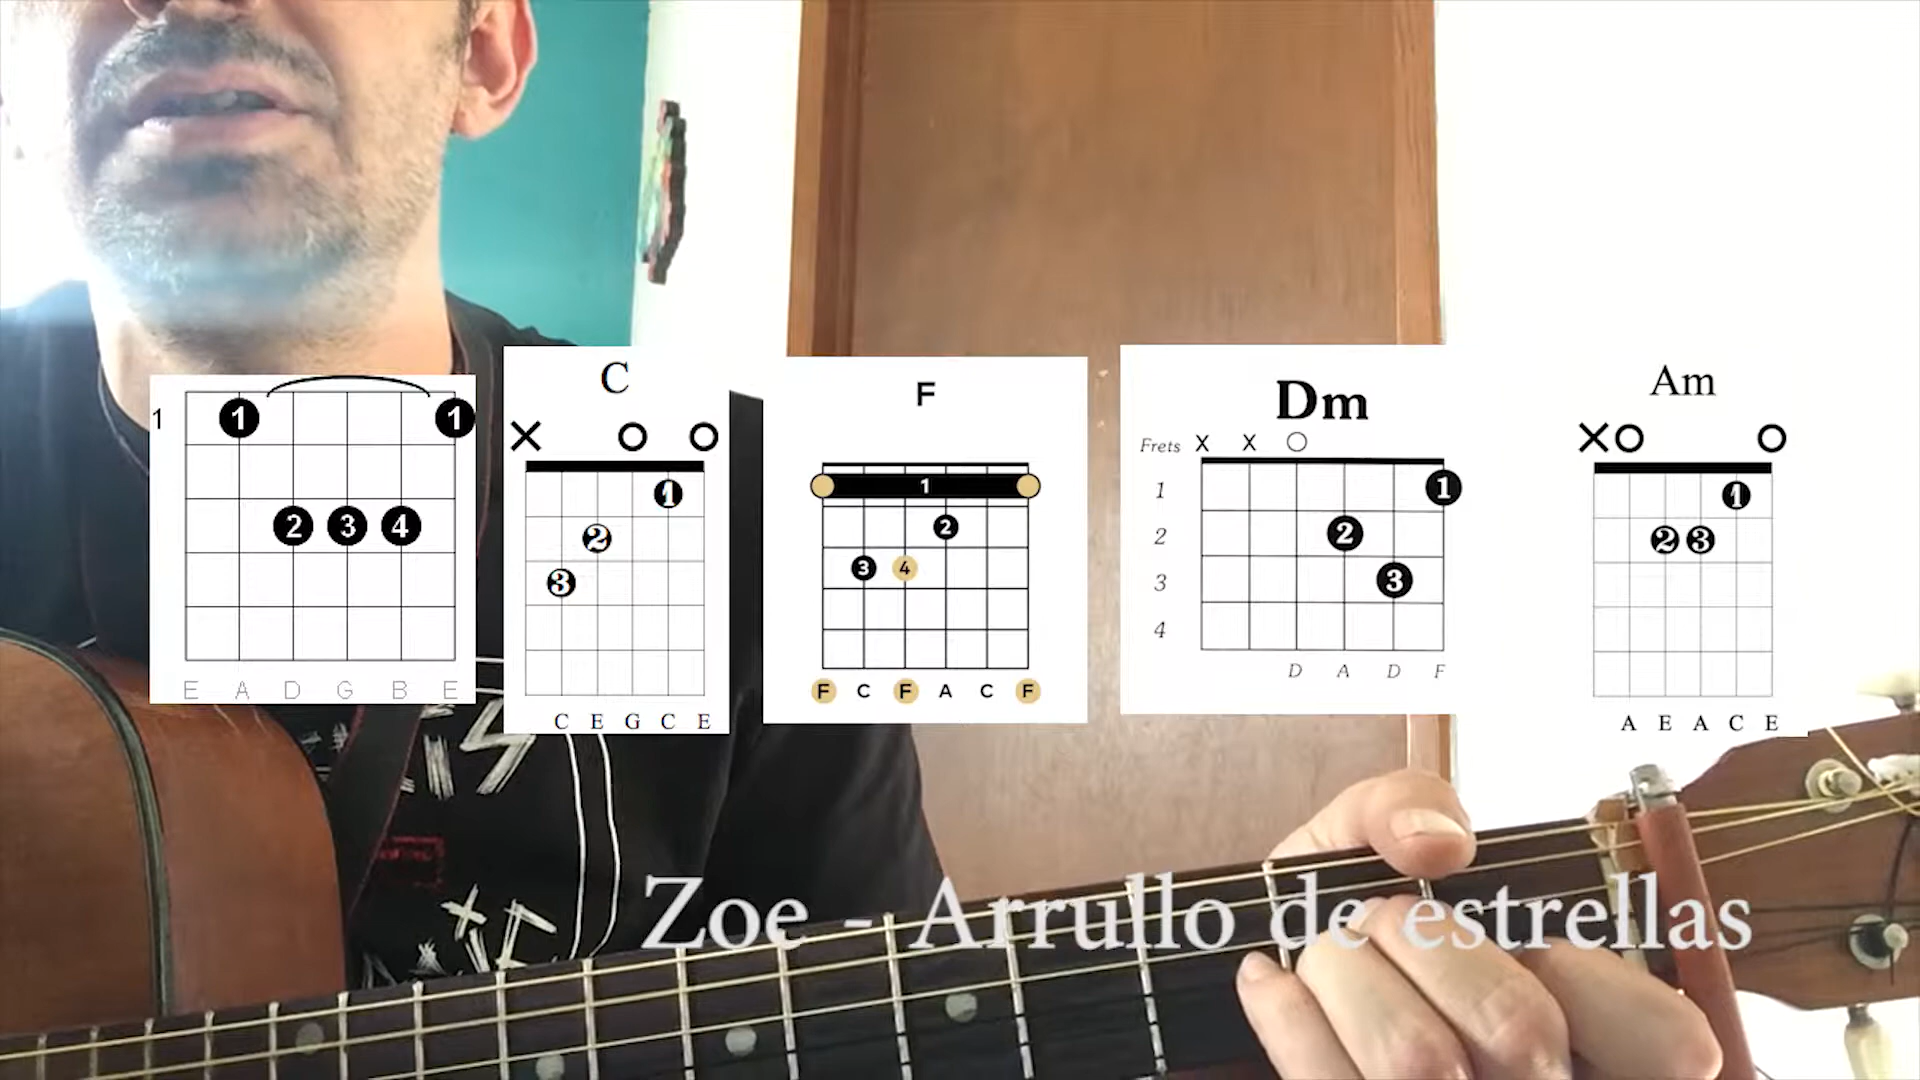 1
1
1
2 3 4
E A D G B E
C
X O O
1
2
3
C E G C E
F
1
2
3 4
F C F A C F
Dm
Frets X X O
1 1
2 2
3 3
4
D A D F
Am
X O O
1
2 3
A E A C E
Zoe - Arrullo de estrellas